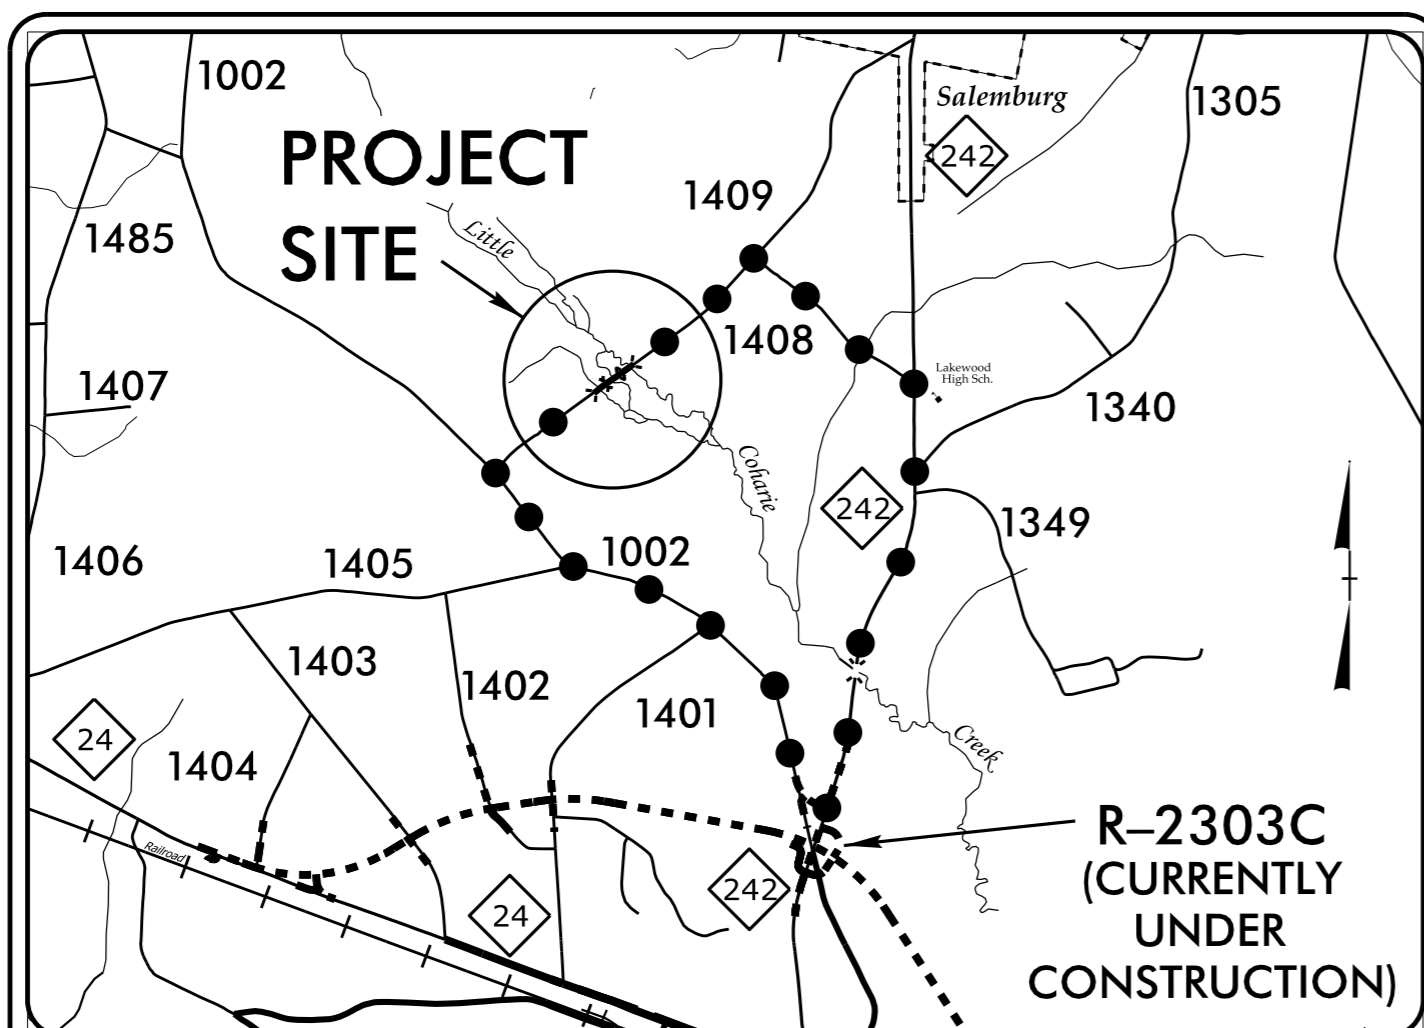 1002
Salemburg
1305
242
PROJECT
SITE
1409
1485
Little
1408
1407
Lakewood
High Sch.
1340
Coharie
242
1349
1406
1405
1002
1403
1402
1401
24
1404
Creek
Railroad
R–2303C
(CURRENTLY
UNDER
CONSTRUCTION)
242
24